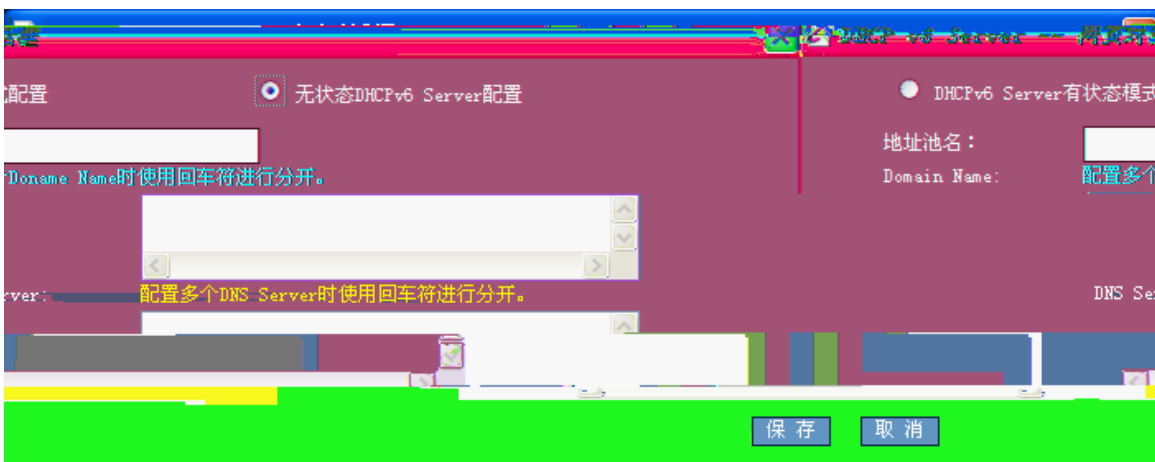 DHCP v6 Server --
配置
无状态DHCPv6 Server配置
DHCPv6 Server有状态模式
地址池名：
Doname Name时使用回车符进行分开。
Domain Name:
配置多个
rver:
配置多个DNS Server时使用回车符进行分开。
DNS Se
保 存
取 消